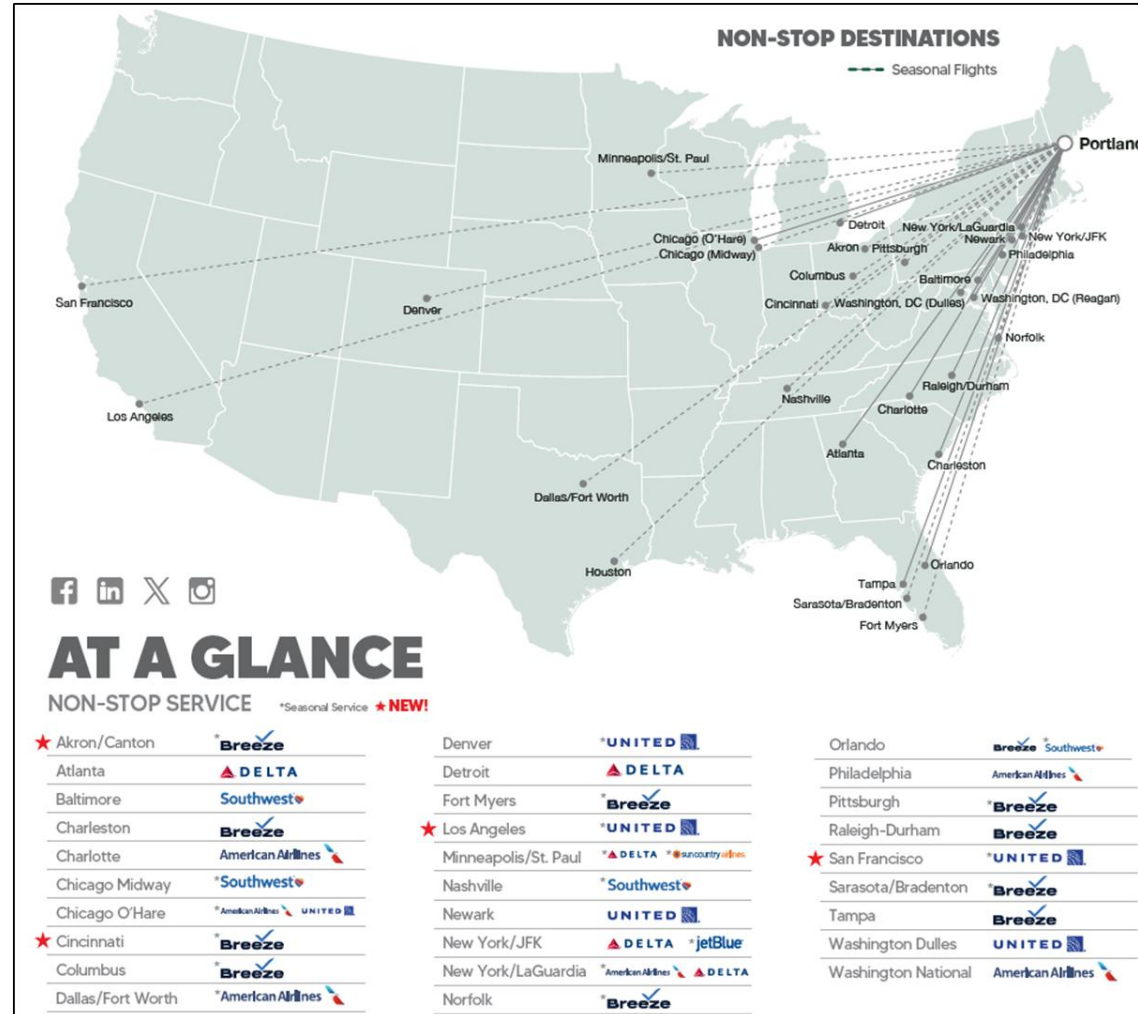 NON-STOP DESTINATIONS
Seasonal Flights
Portland
Minneapolis/St. Paul
Detroit
New York/LaGuardia
Chicago (O'Hare)
New York/JFK
Newark
Akron
Pittsburgh
Chicago (Midway)
Philadelphia
Columbus
Baltimore
San Francisco
Denver
Cincinnati
Washington, DC (Dulles)
Washington, DC (Reagan)
Norfolk
Raleigh/Durham
Nashville
Los Angeles
Charlotte
Atlanta
Charleston
Dallas/Fort Worth
Houston
Orlando
Tampa
Sarasota/Bradenton
Fort Myers
AT A GLANCE
NON-STOP SERVICE *Seasonal Service ★ NEW!
★ Akron/Canton *Breeze
Atlanta DELTA
Baltimore Southwest
Charleston Breeze
Charlotte American Airlines
Chicago Midway *Southwest
Chicago O'Hare *American Airlines UNITED
★ Cincinnati *Breeze
Columbus *Breeze
Dallas/Fort Worth *American Airlines
Denver *UNITED
Detroit DELTA
Fort Myers *Breeze
★ Los Angeles *UNITED
Minneapolis/St. Paul *DELTA *sun country airlines
Nashville *Southwest
Newark UNITED
New York/JFK DELTA *jetBlue
New York/LaGuardia *American Airlines DELTA
Norfolk *Breeze
Orlando Breeze *Southwest
Philadelphia American Airlines
Pittsburgh *Breeze
Raleigh-Durham Breeze
★ San Francisco *UNITED
Sarasota/Bradenton *Breeze
Tampa Breeze
Washington Dulles UNITED
Washington National American Airlines